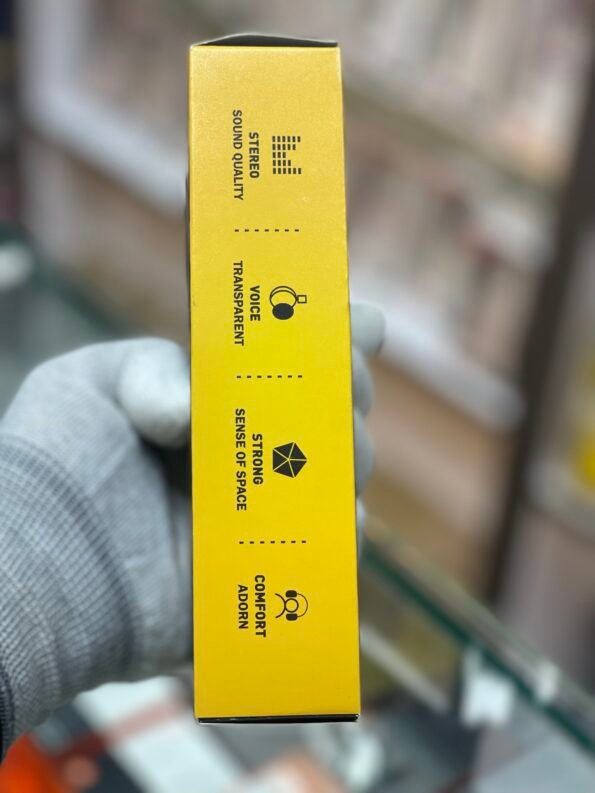 STEREO
SOUND QUALITY
VOICE
TRANSPARENT
STRONG
SENSE OF SPACE
COMFORT
ADORN